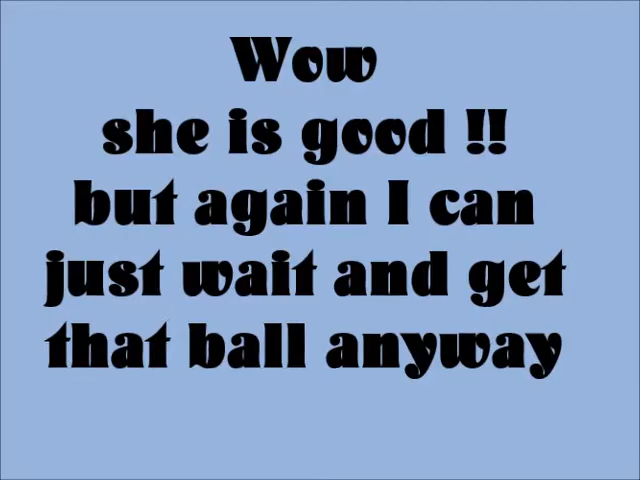 Wow
she is good !!
but again I can
just wait and get
that ball anyway